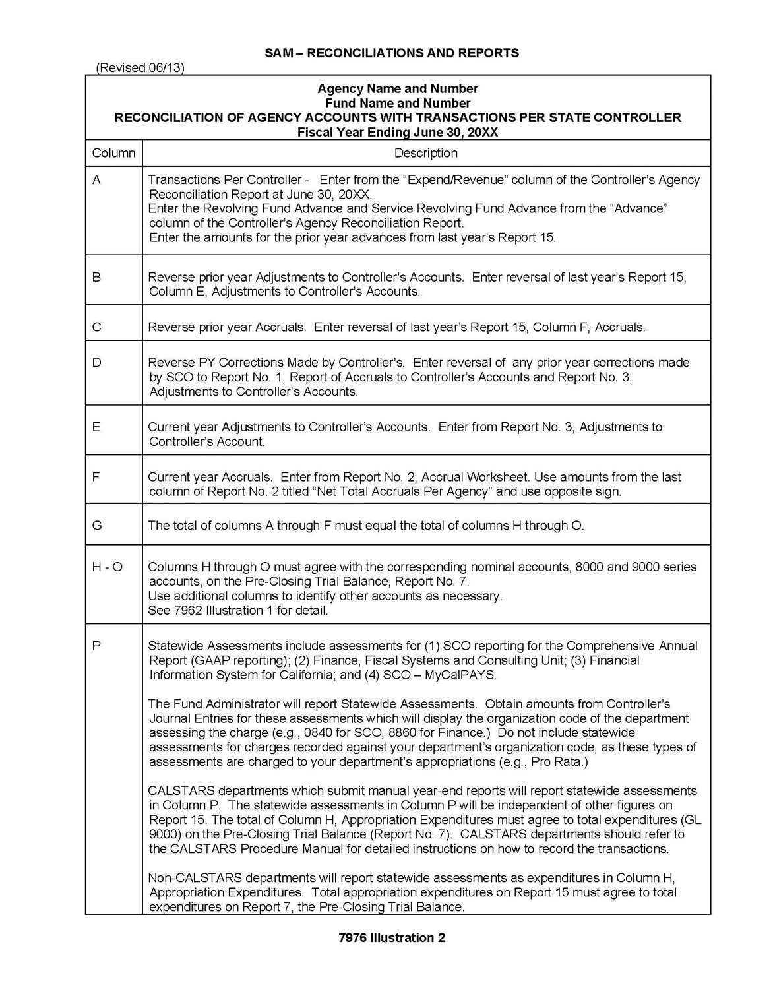 SAM – RECONCILIATIONS AND REPORTS
(Revised 06/13)
Agency Name and Number
Fund Name and Number
RECONCILIATION OF AGENCY ACCOUNTS WITH TRANSACTIONS PER STATE CONTROLLER
Fiscal Year Ending June 30, 20XX
Column Description
A Transactions Per Controller - Enter from the “Expend/Revenue” column of the Controller’s Agency
Reconciliation Report at June 30, 20XX.
Enter the Revolving Fund Advance and Service Revolving Fund Advance from the “Advance”
column of the Controller’s Agency Reconciliation Report.
Enter the amounts for the prior year advances from last year’s Report 15.
B Reverse prior year Adjustments to Controller’s Accounts. Enter reversal of last year’s Report 15,
Column E, Adjustments to Controller’s Accounts.
C Reverse prior year Accruals. Enter reversal of last year’s Report 15, Column F, Accruals.
D Reverse PY Corrections Made by Controller’s. Enter reversal of any prior year corrections made
by SCO to Report No. 1, Report of Accruals to Controller’s Accounts and Report No. 3,
Adjustments to Controller’s Accounts.
E Current year Adjustments to Controller’s Accounts. Enter from Report No. 3, Adjustments to
Controller’s Account.
F Current year Accruals. Enter from Report No. 2, Accrual Worksheet. Use amounts from the last
column of Report No. 2 titled “Net Total Accruals Per Agency” and use opposite sign.
G The total of columns A through F must equal the total of columns H through O.
H - O Columns H through O must agree with the corresponding nominal accounts, 8000 and 9000 series
accounts, on the Pre-Closing Trial Balance, Report No. 7.
Use additional columns to identify other accounts as necessary.
See 7962 Illustration 1 for detail.
P Statewide Assessments include assessments for (1) SCO reporting for the Comprehensive Annual
Report (GAAP reporting); (2) Finance, Fiscal Systems and Consulting Unit; (3) Financial
Information System for California; and (4) SCO – MyCalPAYS.
The Fund Administrator will report Statewide Assessments. Obtain amounts from Controller’s
Journal Entries for these assessments which will display the organization code of the department
assessing the charge (e.g., 0840 for SCO, 8860 for Finance.) Do not include statewide
assessments for charges recorded against your department’s organization code, as these types of
assessments are charged to your department’s appropriations (e.g., Pro Rata.)
CALSTARS departments which submit manual year-end reports will report statewide assessments
in Column P. The statewide assessments in Column P will be independent of other figures on
Report 15. The total of Column H, Appropriation Expenditures must agree to total expenditures (GL
9000) on the Pre-Closing Trial Balance (Report No. 7). CALSTARS departments should refer to
the CALSTARS Procedure Manual for detailed instructions on how to record the transactions.
Non-CALSTARS departments will report statewide assessments as expenditures in Column H,
Appropriation Expenditures. Total appropriation expenditures on Report 15 must agree to total
expenditures on Report 7, the Pre-Closing Trial Balance.
7976 Illustration 2